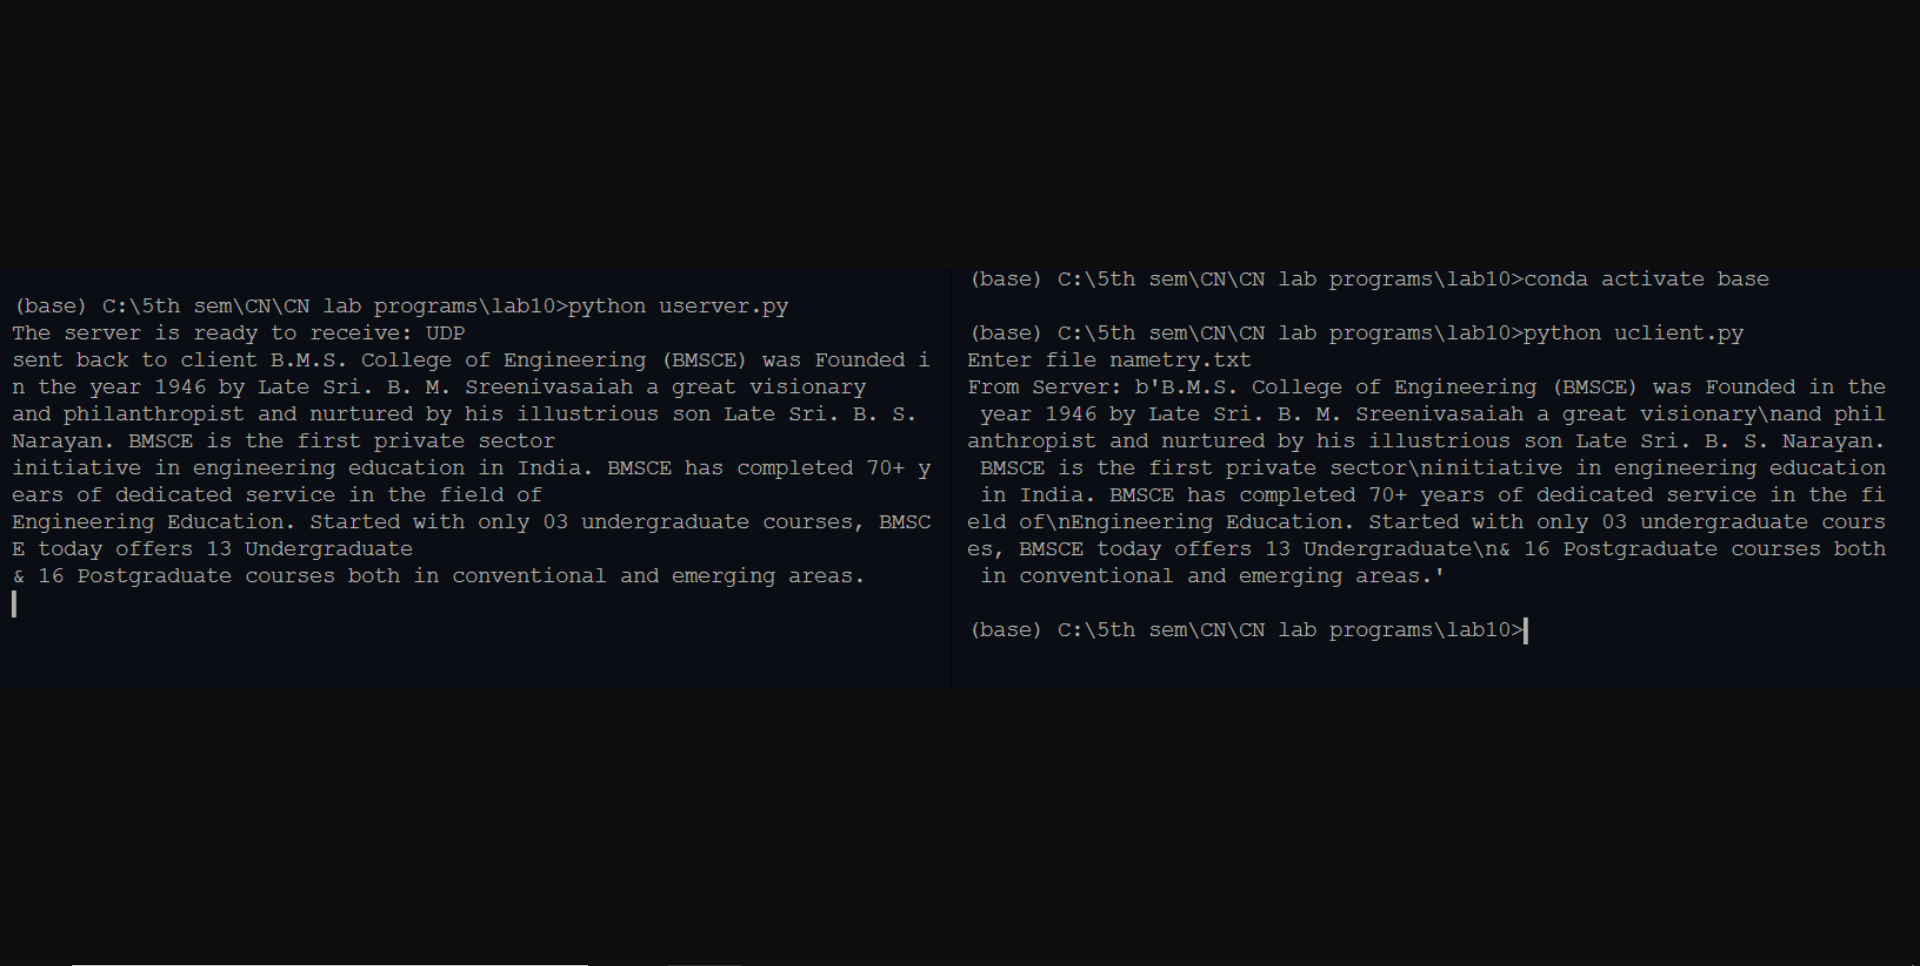 (base) C:\5th sem\CN\CN lab programs\lab10>python userver.py
The server is ready to receive: UDP
sent back to client B.M.S. College of Engineering (BMSCE) was Founded i
n the year 1946 by Late Sri. B. M. Sreenivasaiah a great visionary
and philanthropist and nurtured by his illustrious son Late Sri. B. S.
Narayan. BMSCE is the first private sector
initiative in engineering education in India. BMSCE has completed 70+ y
ears of dedicated service in the field of
Engineering Education. Started with only 03 undergraduate courses, BMSC
E today offers 13 Undergraduate
& 16 Postgraduate courses both in conventional and emerging areas.
(base) C:\5th sem\CN\CN lab programs\lab10>conda activate base
(base) C:\5th sem\CN\CN lab programs\lab10>python uclient.py
Enter file nametry.txt
From Server: b'B.M.S. College of Engineering (BMSCE) was Founded in the
 year 1946 by Late Sri. B. M. Sreenivasaiah a great visionary\nand phil
anthropist and nurtured by his illustrious son Late Sri. B. S. Narayan.
 BMSCE is the first private sector\ninitiative in engineering education
 in India. BMSCE has completed 70+ years of dedicated service in the fi
eld of\nEngineering Education. Started with only 03 undergraduate cours
es, BMSCE today offers 13 Undergraduate\n& 16 Postgraduate courses both
 in conventional and emerging areas.'
(base) C:\5th sem\CN\CN lab programs\lab10>